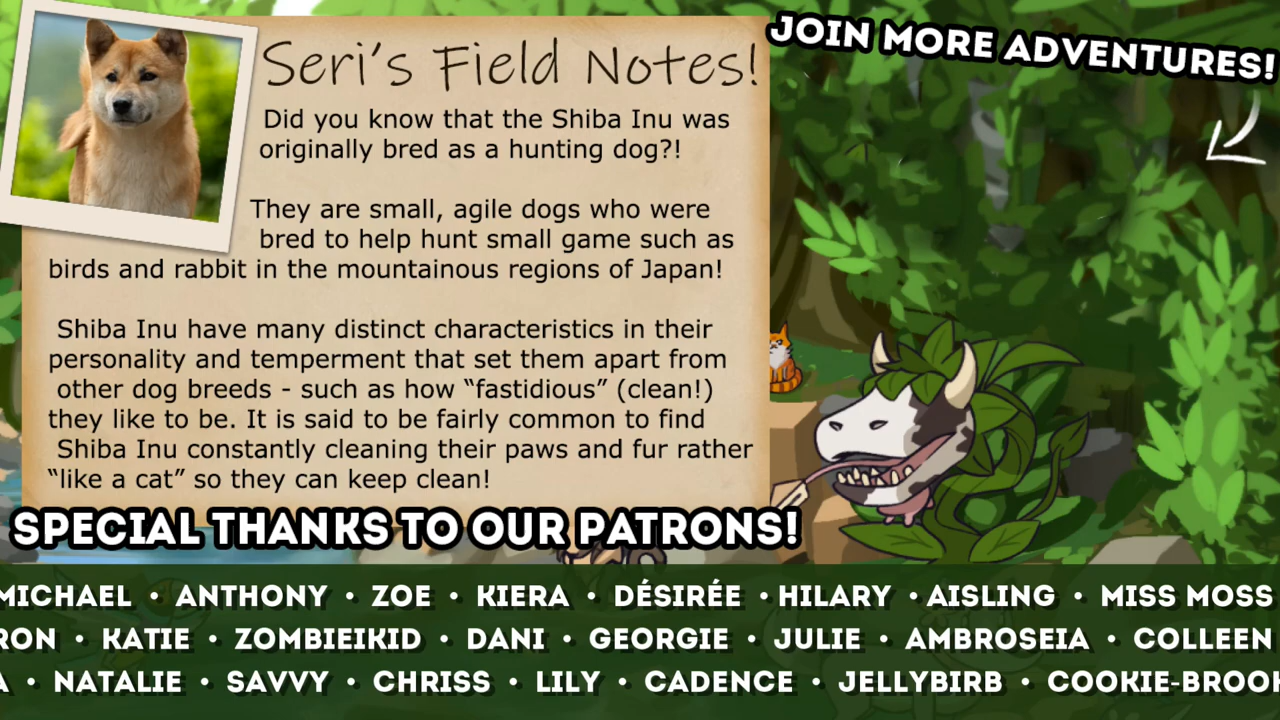 Seri's Field Notes!
JOIN MORE ADVENTURES!
Did you know that the Shiba Inu was
originally bred as a hunting dog?!
They are small, agile dogs who were
bred to help hunt small game such as
birds and rabbit in the mountainous regions of Japan!
Shiba Inu have many distinct characteristics in their
personality and temperment that set them apart from
other dog breeds - such as how “fastidious” (clean!)
they like to be. It is said to be fairly common to find
Shiba Inu constantly cleaning their paws and fur rather
“like a cat” so they can keep clean!
SPECIAL THANKS TO OUR PATRONS!
MICHAEL • ANTHONY • ZOE • KIERA • DÉSIRÉE • HILARY • AISLING • MISS MOSS
RON • KATIE • ZOMBIEIKID • DANI • GEORGIE • JULIE • AMBROSEIA • COLLEEN
A • NATALIE • SAVVY • CHRISS • LILY • CADENCE • JELLYBIRB • COOKIE-BROOK